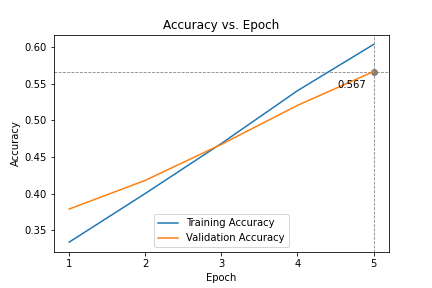 Accuracy vs. Epoch
0.60
0.55
0.50
0.45
0.40
0.35
Accuracy
0.567
Training Accuracy
Validation Accuracy
1 2 3 4 5
Epoch